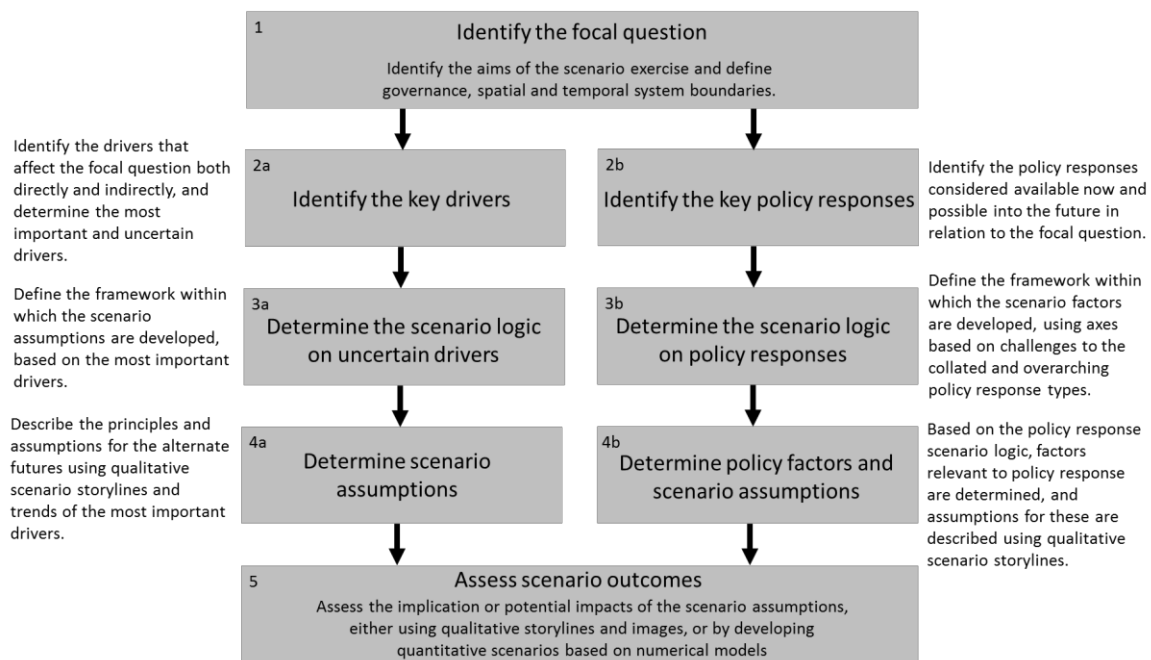 1
Identify the focal question
Identify the aims of the scenario exercise and define
governance, spatial and temporal system boundaries.
Identify the drivers that
affect the focal question both
directly and indirectly, and
determine the most
important and uncertain
drivers.
2a
Identify the key drivers
2b
Identify the key policy responses
Identify the policy responses
considered available now and
possible into the future in
relation to the focal question.
Define the framework within
which the scenario
assumptions are developed,
based on the most important
drivers.
3a
Determine the scenario logic
on uncertain drivers
3b
Determine the scenario logic
on policy responses
Define the framework within
which the scenario factors
are developed, using axes
based on challenges to the
collated and overarching
policy response types.
Describe the principles and
assumptions for the alternate
futures using qualitative
scenario storylines and
trends of the most important
drivers.
4a
Determine scenario
assumptions
4b
Determine policy factors and
scenario assumptions
Based on the policy response
scenario logic, factors
relevant to policy response
are determined, and
assumptions for these are
described using qualitative
scenario storylines.
5
Assess scenario outcomes
Assess the implication or potential impacts of the scenario assumptions,
either using qualitative storylines and images, or by developing
quantitative scenarios based on numerical models